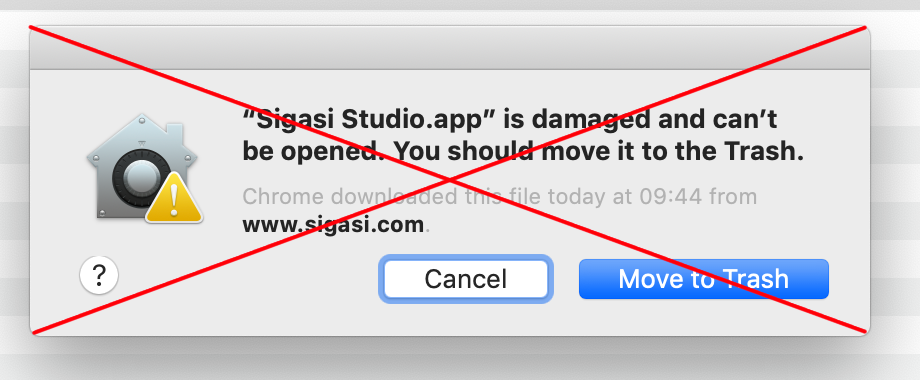 “Sigasi Studio.app” is damaged and can’t
be opened. You should move it to the Trash.
Chrome downloaded this file today at 09:44 from
www.sigasi.com.
?
Cancel
Move to Trash